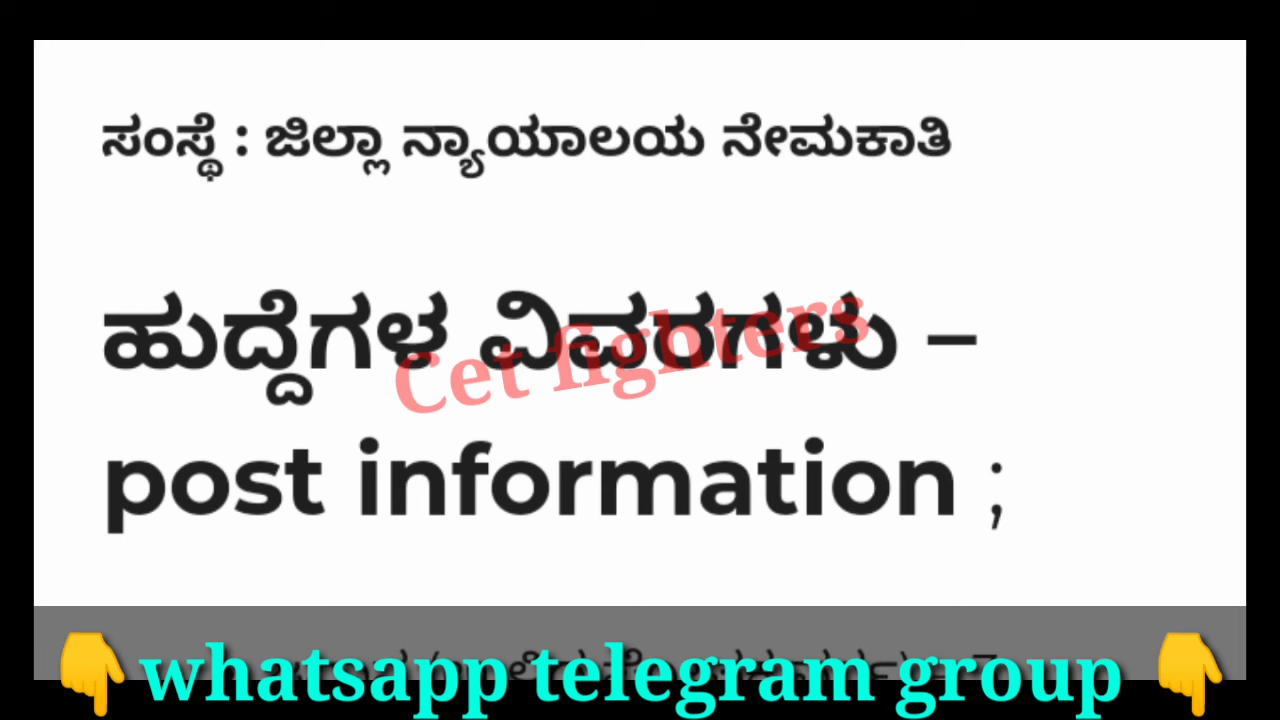 ಸಂಸ್ಥೆ : ಜಿಲ್ಲಾ ನ್ಯಾಯಾಲಯ ನೇಮಕಾತಿ
ಹುದ್ದೆಗಳ ವಿವರಗಳು –
Cet fighters
post information ;
👇whatsapp telegram group 👇